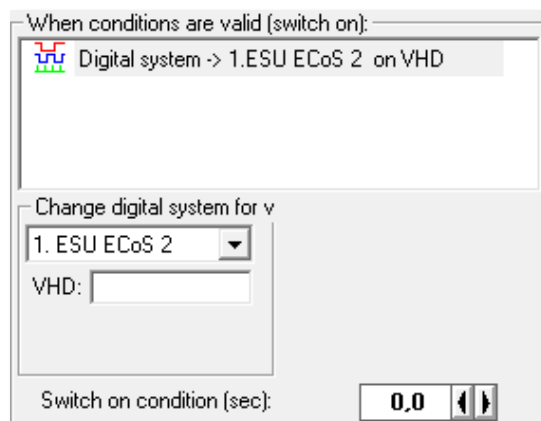 When conditions are valid (switch on):
Digital system -> 1.ESU ECoS 2 on VHD
Change digital system for v
1. ESU ECoS 2
VHD:
Switch on condition (sec):
0,0